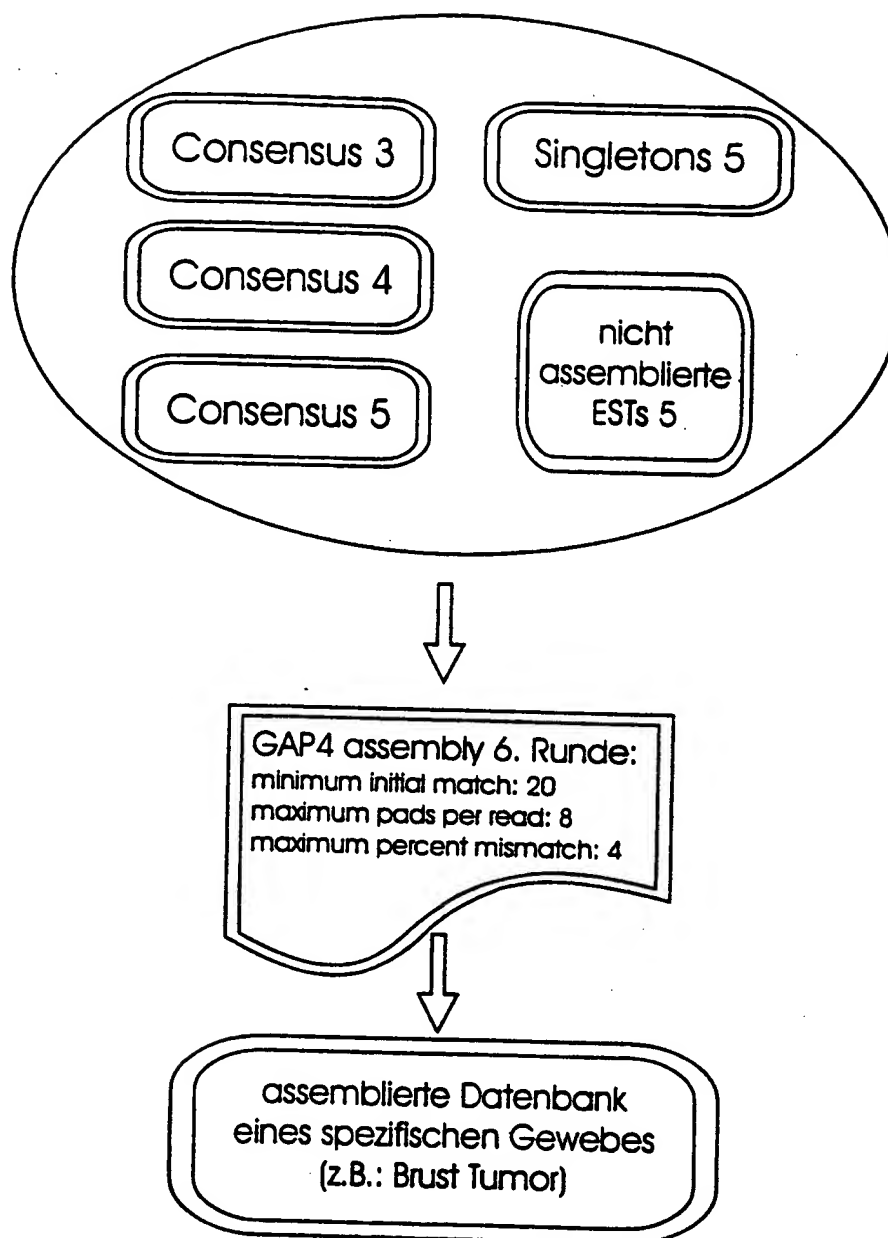 Consensus 3
Singletons 5
Consensus 4
nicht
assemblierte
ESTs 5
Consensus 5
GAP4 assembly 6. Runde:
minimum initial match: 20
maximum pads per read: 8
maximum percent mismatch: 4
assemblierte Datenbank
eines spezifischen Gewebes
(z.B.: Brust Tumor)